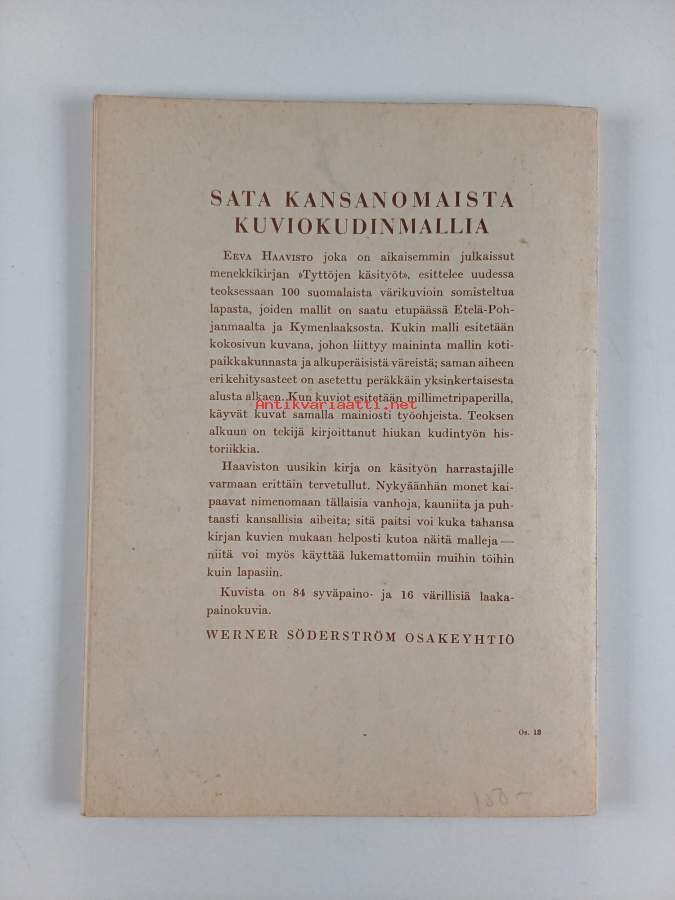 SATA KANSANOMAISTA
KUVIOKUDINMALLIA
EEVA HAAVISTO joka on aikaisemmin julkaissut
menekkikirjan »Tyttöjen käsityöt», esittelee uudessa
teoksessaan 100 suomalaista värikuvioin somisteltua
lapasta, joiden mallit on saatu etupäässä Etelä-Poh-
janmaalta ja Kymenlaaksosta. Kukin malli esitetään
kokosivun kuvana, johon liittyy maininta mallin koti-
paikkakunnasta ja alkuperäisistä väreistä; saman aiheen
eri kehitysasteet on asetettu peräkkäin yksinkertaisesta
alusta alkaen. Kun kuviot esitetään millimetripaperilla,
Antikvariaatti.net
käyvät kuvat samalla mainiosti työohjeista. Teoksen
alkuun on tekijä kirjoittanut hiukan kudintyön his-
toriikkia.
Haaviston uusikin kirja on käsityön harrastajille
varmaan erittäin tervetullut. Nykyäänhän monet kai-
paavat nimenomaan tällaisia vanhoja, kauniita ja puh-
taasti kansallisia aiheita; sitä paitsi voi kuka tahansa
kirjan kuvien mukaan helposti kutoa näitä malleja —
niitä voi myös käyttää lukemattomiin muihin töihin
kuin lapasiin.
Kuvista on 84 syväpaino- ja 16 värillisiä laaka-
painokuvia.
WERNER SÖDERSTRÖM OSAKEYHTIÖ
Os. 12